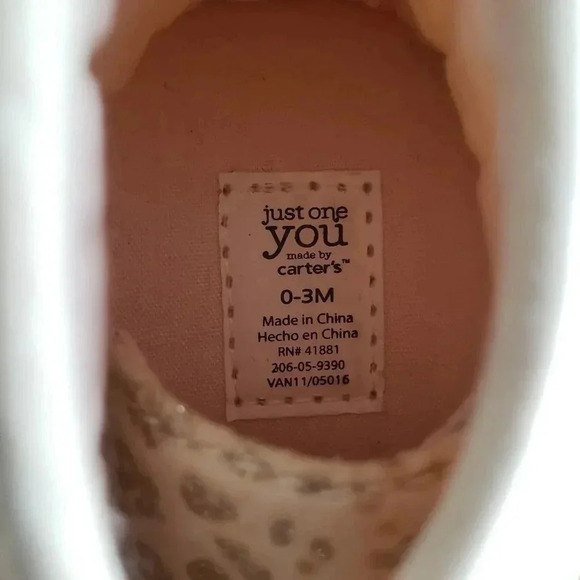 just one
you
made by
carter's™
0-3M
Made in China
Hecho en China
RN# 41881
206-05-9390
VAN11/05016